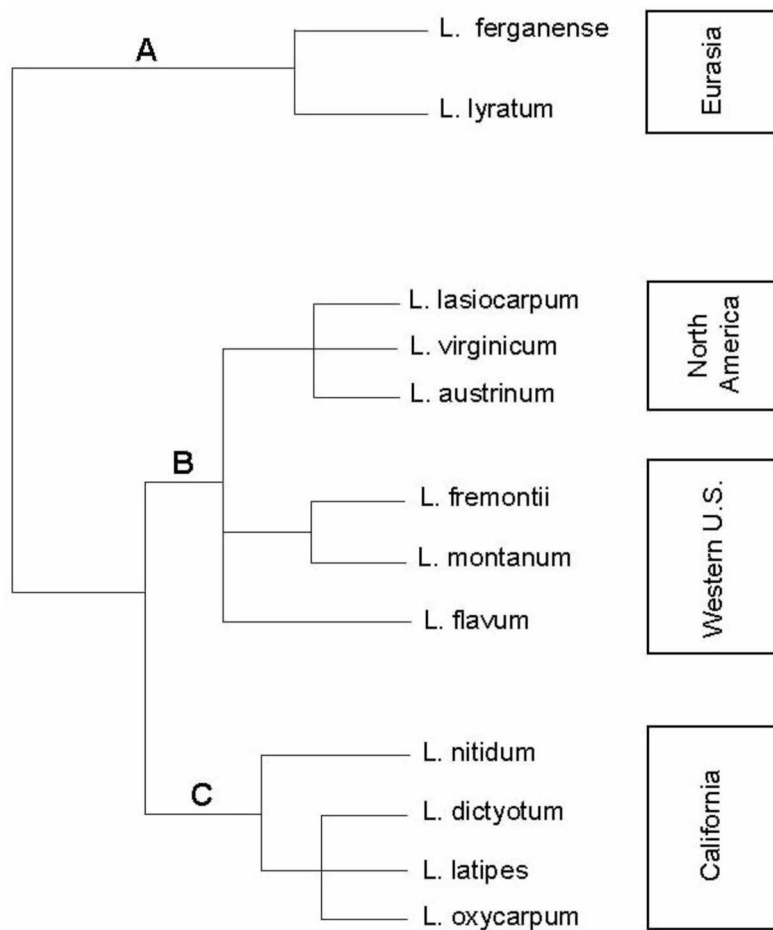 A
L. ferganense
L. lyratum
Eurasia
L. lasiocarpum
L. virginicum
L. austrinum
North
America
B
L. fremontii
L. montanum
L. flavum
Western U.S.
C
L. nitidum
L. dictyotum
L. latipes
L. oxycarpum
California